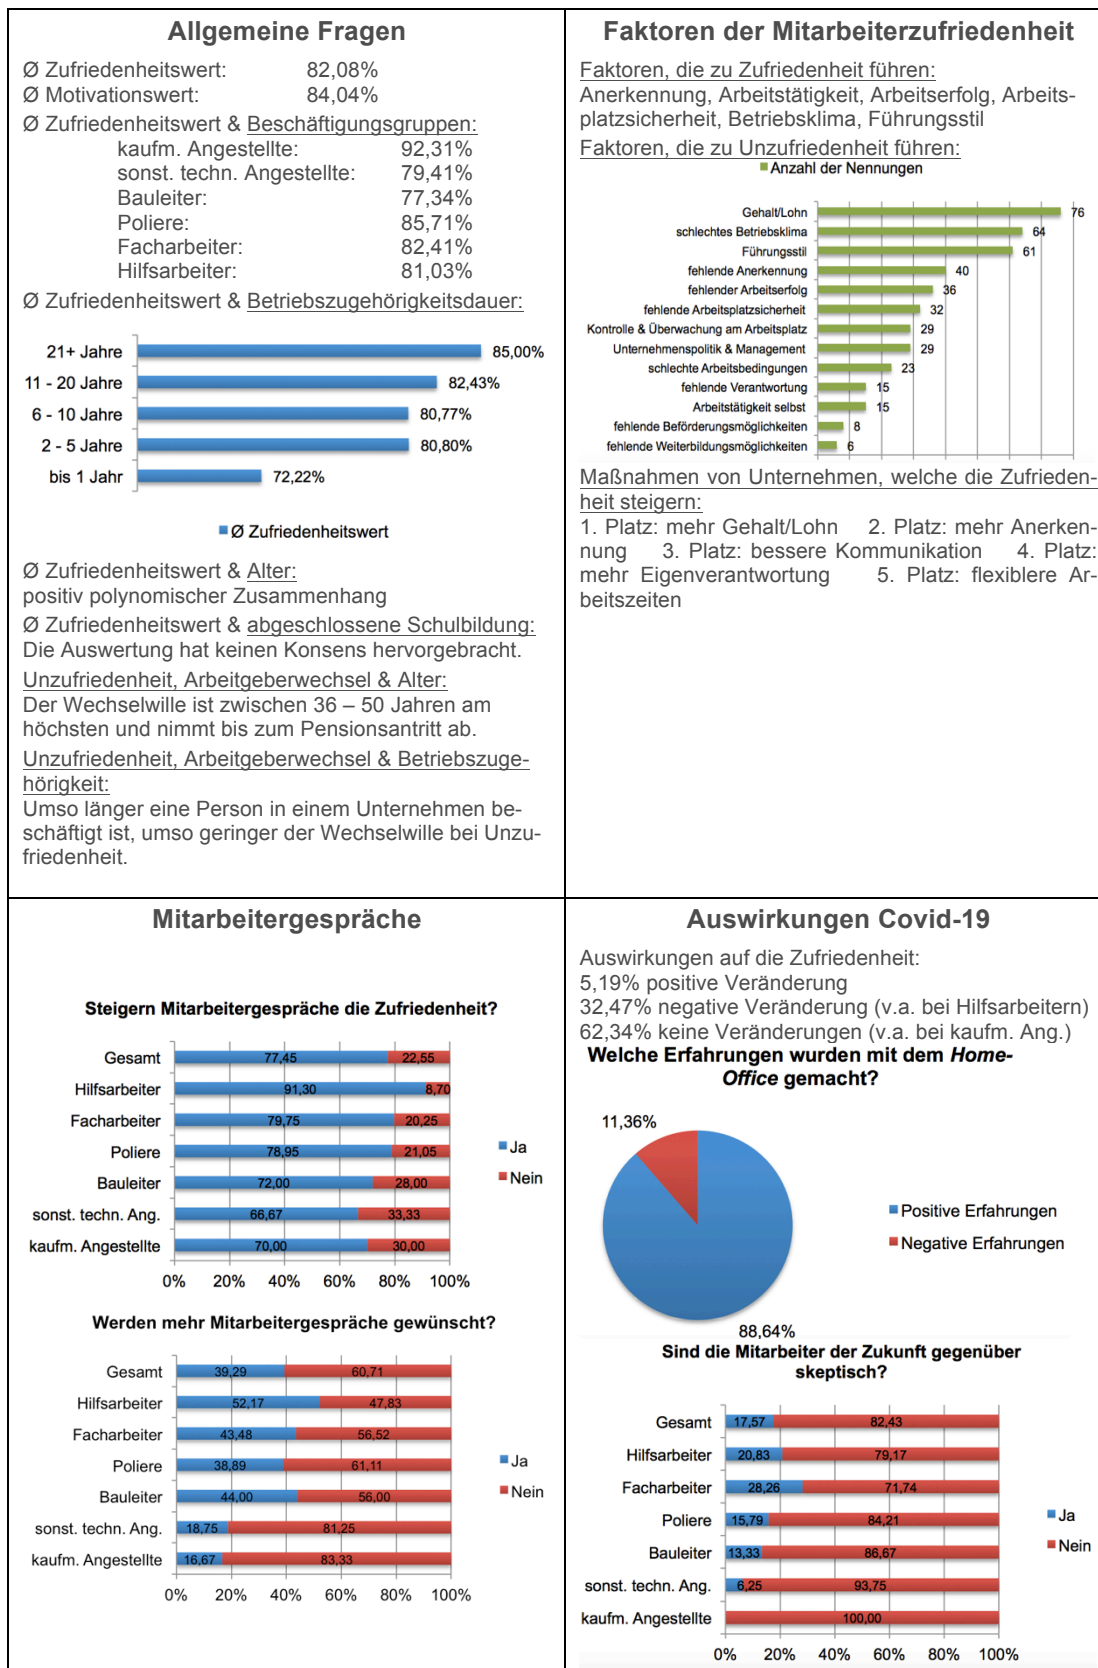 Allgemeine Fragen
Ø Zufriedenheitswert: 82,08%
Ø Motivationswert: 84,04%
Ø Zufriedenheitswert & Beschäftigungsgruppen:
kaufm. Angestellte: 92,31%
sonst. techn. Angestellte: 79,41%
Bauleiter: 77,34%
Poliere: 85,71%
Facharbeiter: 82,41%
Hilfsarbeiter: 81,03%
Ø Zufriedenheitswert & Betriebszugehörigkeitsdauer:
21+ Jahre 85,00%
11 - 20 Jahre 82,43%
6 - 10 Jahre 80,77%
2 - 5 Jahre 80,80%
bis 1 Jahr 72,22%
Ø Zufriedenheitswert
Ø Zufriedenheitswert & Alter:
positiv polynomischer Zusammenhang
Ø Zufriedenheitswert & abgeschlossene Schulbildung:
Die Auswertung hat keinen Konsens hervorgebracht.
Unzufriedenheit, Arbeitgeberwechsel & Alter:
Der Wechselwille ist zwischen 36 – 50 Jahren am
höchsten und nimmt bis zum Pensionsantritt ab.
Unzufriedenheit, Arbeitgeberwechsel & Betriebszuge-
hörigkeit:
Umso länger eine Person in einem Unternehmen be-
schäftigt ist, umso geringer der Wechselwille bei Unzu-
friedenheit.
Faktoren der Mitarbeiterzufriedenheit
Faktoren, die zu Zufriedenheit führen:
Anerkennung, Arbeitstätigkeit, Arbeitserfolg, Arbeits-
platzsicherheit, Betriebsklima, Führungsstil
Faktoren, die zu Unzufriedenheit führen:
Anzahl der Nennungen
Gehalt/Lohn 76
schlechtes Betriebsklima 64
Führungsstil 61
fehlende Anerkennung 40
fehlender Arbeitserfolg 36
fehlende Arbeitsplatzsicherheit 32
Kontrolle & Überwachung am Arbeitsplatz 29
Unternehmenspolitik & Management 29
schlechte Arbeitsbedingungen 23
fehlende Verantwortung 15
Arbeitstätigkeit selbst 15
fehlende Beförderungsmöglichkeiten 8
fehlende Weiterbildungsmöglichkeiten 6
Maßnahmen von Unternehmen, welche die Zufrieden-
heit steigern:
1. Platz: mehr Gehalt/Lohn 2. Platz: mehr Anerken-
nung 3. Platz: bessere Kommunikation 4. Platz:
mehr Eigenverantwortung 5. Platz: flexiblere Ar-
beitszeiten
Mitarbeitergespräche
Steigern Mitarbeitergespräche die Zufriedenheit?
Gesamt 77,45 22,55
Hilfsarbeiter 91,30 8,70
Facharbeiter 79,75 20,25
Poliere 78,95 21,05
Bauleiter 72,00 28,00
sonst. techn. Ang. 66,67 33,33
kaufm. Angestellte 70,00 30,00
0% 20% 40% 60% 80% 100%
Ja
Nein
Werden mehr Mitarbeitergespräche gewünscht?
Gesamt 39,29 60,71
Hilfsarbeiter 52,17 47,83
Facharbeiter 43,48 56,52
Poliere 38,89 61,11
Bauleiter 44,00 56,00
sonst. techn. Ang. 18,75 81,25
kaufm. Angestellte 16,67 83,33
0% 20% 40% 60% 80% 100%
Ja
Nein
Auswirkungen Covid-19
Auswirkungen auf die Zufriedenheit:
5,19% positive Veränderung
32,47% negative Veränderung (v.a. bei Hilfsarbeitern)
62,34% keine Veränderungen (v.a. bei kaufm. Ang.)
Welche Erfahrungen wurden mit dem Home-
Office gemacht?
11,36%
88,64%
Positive Erfahrungen
Negative Erfahrungen
Sind die Mitarbeiter der Zukunft gegenüber
skeptisch?
Gesamt 17,57 82,43
Hilfsarbeiter 20,83 79,17
Facharbeiter 28,26 71,74
Poliere 15,79 84,21
Bauleiter 13,33 86,67
sonst. techn. Ang. 6,25 93,75
kaufm. Angestellte 100,00
0% 20% 40% 60% 80% 100%
Ja
Nein